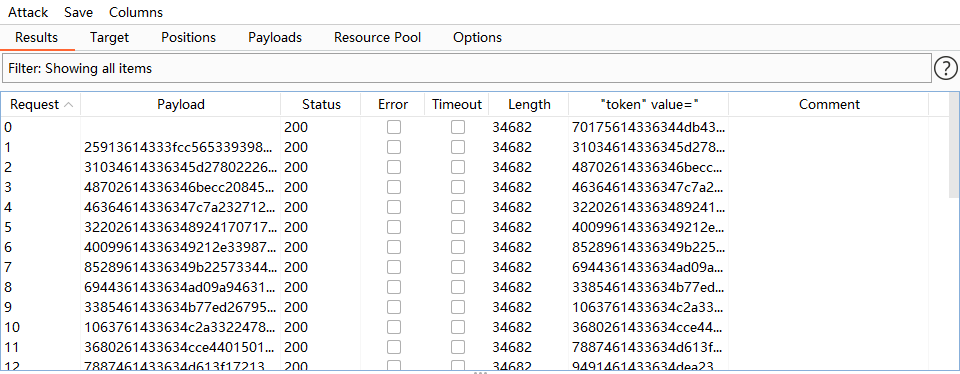 Attack Save Columns
Results Target Positions Payloads Resource Pool Options
Filter: Showing all items ?
Request Payload Status Error Timeout Length "token" value=" Comment
0 200 34682 70175614336344db43...
1 25913614333fcc565339398... 200 34682 31034614336345d278...
2 31034614336345d27802226... 200 34682 48702614336346becc...
3 48702614336346becc20845... 200 34682 46364614336347c7a2...
4 46364614336347c7a232712... 200 34682 322026143363489241...
5 32202614336348924170717... 200 34682 40099614336349212e...
6 40099614336349212e33987... 200 34682 85289614336349b225...
7 85289614336349b22573344... 200 34682 6944361433634ad09a...
8 6944361433634ad09a94631... 200 34682 3385461433634b77ed...
9 3385461433634b77ed26795... 200 34682 1063761433634c2a33...
10 1063761433634c2a3322478... 200 34682 3680261433634cce44...
11 3680261433634cce4401501... 200 34682 7887461433634d613f...
12 7887461433634d613f17213... 200 34682 9491461433634dea23...